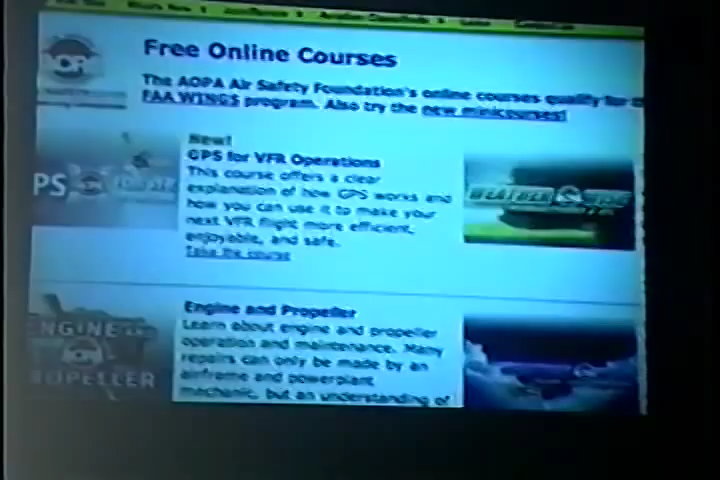 Free Online Courses
The AOPA Air Safety Foundation's online courses qualify for
FAA WINGS program. Also try the new minicourses!
New!
GPS for VFR Operations
This course offers a clear
explanation of how GPS works and
how you can use it to make your
next VFR flight more efficient,
enjoyable, and safe.
Take the course
PS
WEATHER
Engine and Propeller
Learn about engine and propeller
operation and maintenance. Many
repairs can only be made by an
airframe and powerplant
mechanic, but an understanding of
ENGINE
PROPELLER